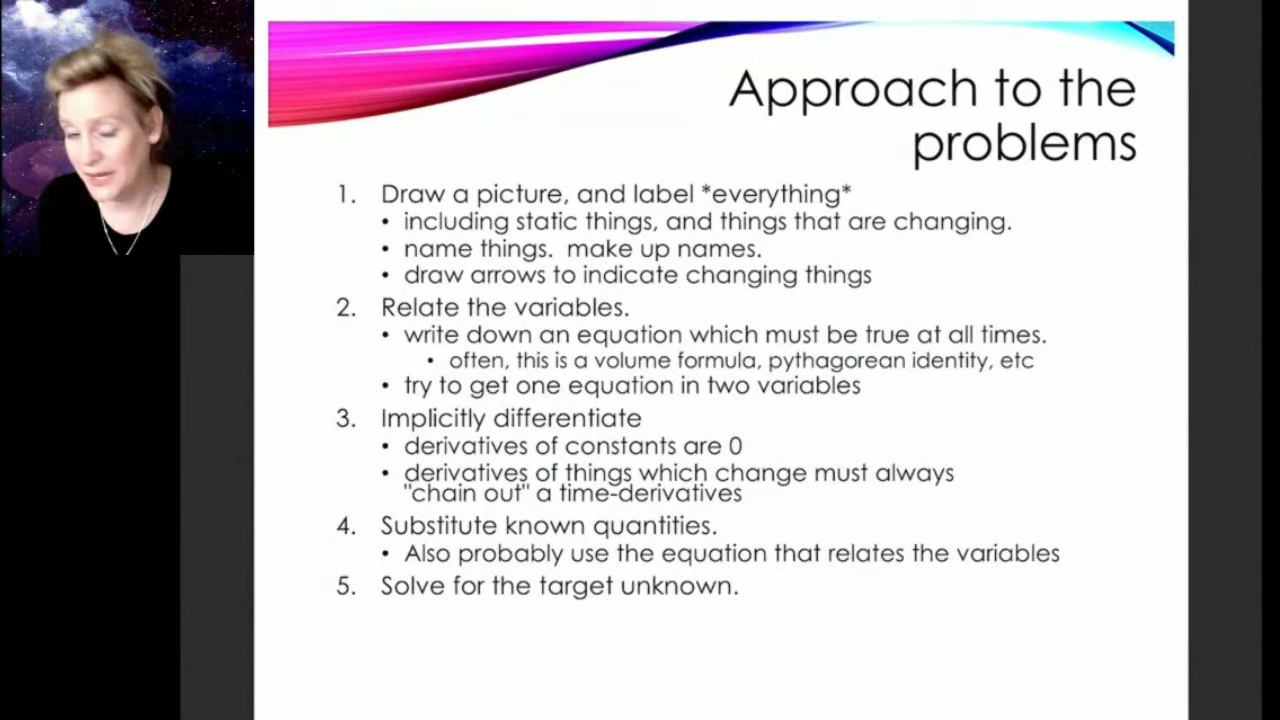 Approach to the
problems
1. Draw a picture, and label *everything*
• including static things, and things that are changing.
• name things. make up names.
• draw arrows to indicate changing things
2. Relate the variables.
• write down an equation which must be true at all times.
• often, this is a volume formula, pythagorean identity, etc
• try to get one equation in two variables
3. Implicitly differentiate
• derivatives of constants are 0
• derivatives of things which change must always
"chain out" a time-derivatives
4. Substitute known quantities.
• Also probably use the equation that relates the variables
5. Solve for the target unknown.